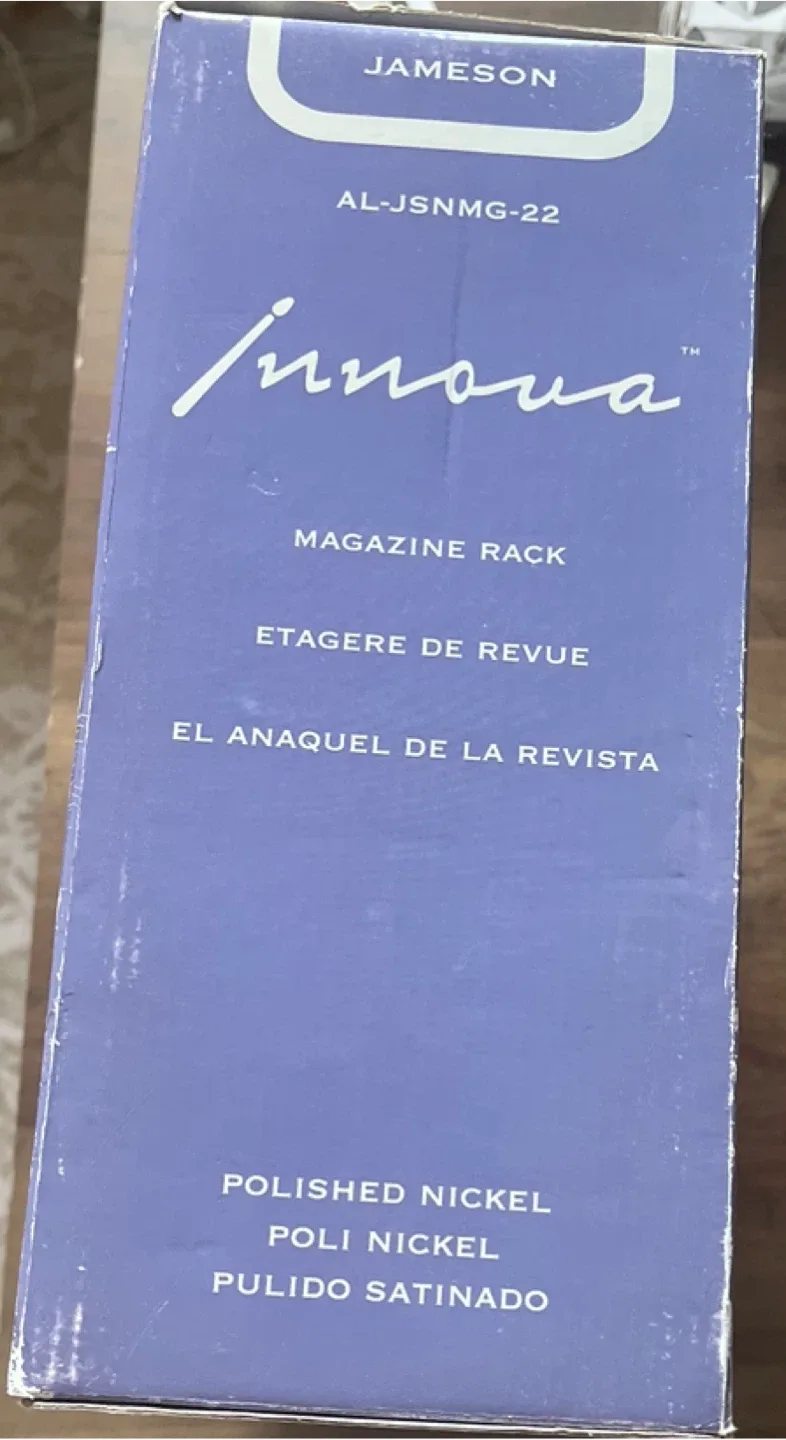 JAMESON
AL-JSNMG-22
innova™
MAGAZINE RACK
ETAGERE DE REVUE
EL ANAQUEL DE LA REVISTA
POLISHED NICKEL
POLI NICKEL
PULIDO SATINADO